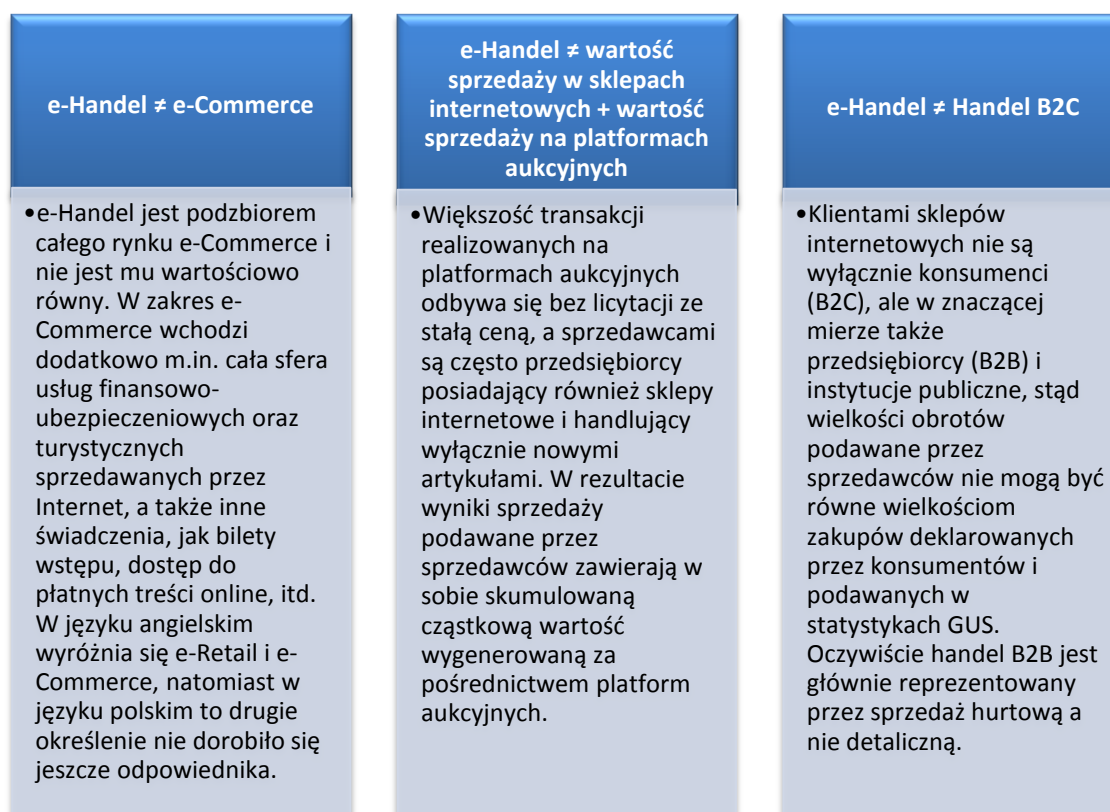 e-Handel ≠ e-Commerce
•e-Handel jest podzbiorem
całego rynku e-Commerce i
nie jest mu wartościowo
równy. W zakres e-
Commerce wchodzi
dodatkowo m.in. cała sfera
usług finansowo-
ubezpieczeniowych oraz
turystycznych
sprzedawanych przez
Internet, a także inne
świadczenia, jak bilety
wstępu, dostęp do
płatnych treści online, itd.
W języku angielskim
wyróżnia się e-Retail i e-
Commerce, natomiast w
języku polskim to drugie
określenie nie dorobiło się
jeszcze odpowiednika.
e-Handel ≠ wartość
sprzedaży w sklepach
internetowych + wartość
sprzedaży na platformach
aukcyjnych
•Większość transakcji
realizowanych na
platformach aukcyjnych
odbywa się bez licytacji ze
stałą ceną, a sprzedawcami
są często przedsiębiorcy
posiadający również sklepy
internetowe i handlujący
wyłącznie nowymi
artykułami. W rezultacie
wyniki sprzedaży
podawane przez
sprzedawców zawierają w
sobie skumulowaną
cząstkową wartość
wygenerowaną za
pośrednictwem platform
aukcyjnych.
e-Handel ≠ Handel B2C
•Klientami sklepów
internetowych nie są
wyłącznie konsumenci
(B2C), ale w znaczącej
mierze także
przedsiębiorcy (B2B) i
instytucje publiczne, stąd
wielkości obrotów
podawane przez
sprzedawców nie mogą być
równe wielkościom
zakupów deklarowanych
przez konsumentów i
podawanych w
statystykach GUS.
Oczywiście handel B2B jest
głównie reprezentowany
przez sprzedaż hurtową a
nie detaliczną.